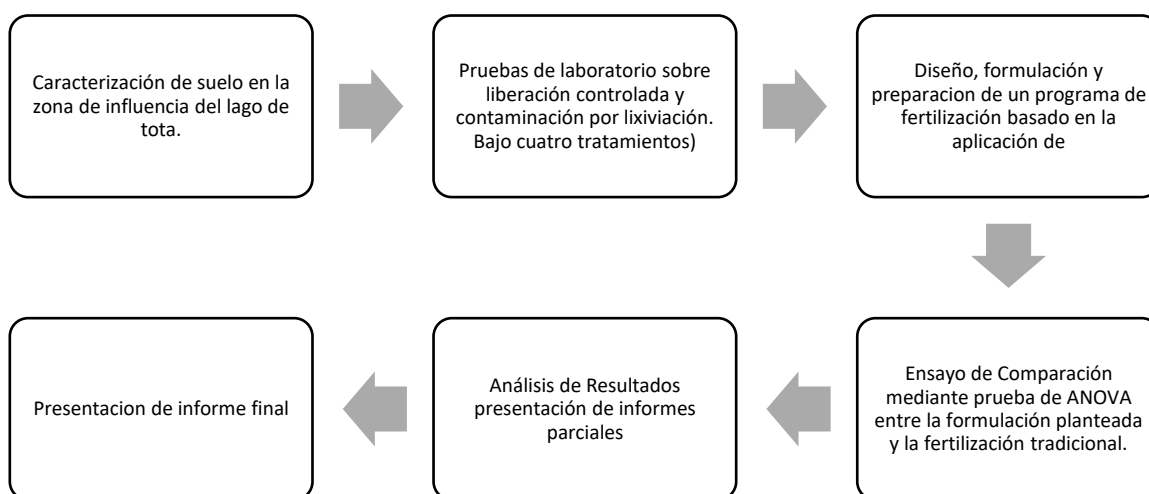 Caracterización de suelo en la
zona de influencia del lago de
tota.
Pruebas de laboratorio sobre
liberación controlada y
contaminación por lixiviación.
Bajo cuatro tratamientos)
Diseño, formulación y
preparacion de un programa de
fertilización basado en la
aplicación de
Ensayo de Comparación
mediante prueba de ANOVA
entre la formulación planteada
y la fertilización tradicional.
Análisis de Resultados
presentación de informes
parciales
Presentacion de informe final